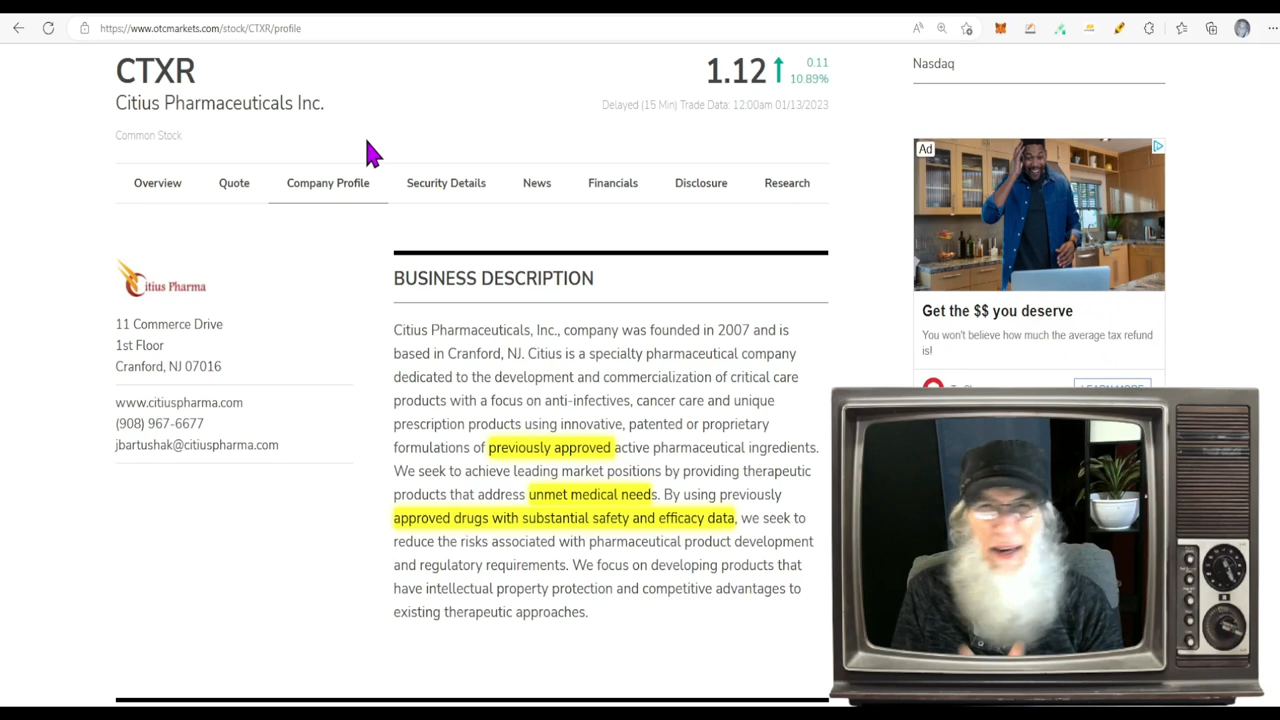 https://www.otcmarkets.com/stock/CTXR/profile
CTXR
1.12
0.11
10.89%
Citius Pharmaceuticals Inc.
Delayed (15 Min) Trade Data: 12:00am 01/13/2023
Common Stock
Overview Quote Company Profile Security Details News Financials Disclosure Research
Citius Pharma
11 Commerce Drive
1st Floor
Cranford, NJ 07016
www.citiuspharma.com
(908) 967-6677
jbartushak@citiuspharma.com
BUSINESS DESCRIPTION
Citius Pharmaceuticals, Inc., company was founded in 2007 and is
based in Cranford, NJ. Citius is a specialty pharmaceutical company
dedicated to the development and commercialization of critical care
products with a focus on anti-infectives, cancer care and unique
prescription products using innovative, patented or proprietary
formulations of previously approved active pharmaceutical ingredients.
We seek to achieve leading market positions by providing therapeutic
products that address unmet medical needs. By using previously
approved drugs with substantial safety and efficacy data, we seek to
reduce the risks associated with pharmaceutical product development
and regulatory requirements. We focus on developing products that
have intellectual property protection and competitive advantages to
existing therapeutic approaches.
Nasdaq
Ad
Get the $$ you deserve
You won't believe how much the average tax refund
is!
LEARN MORE